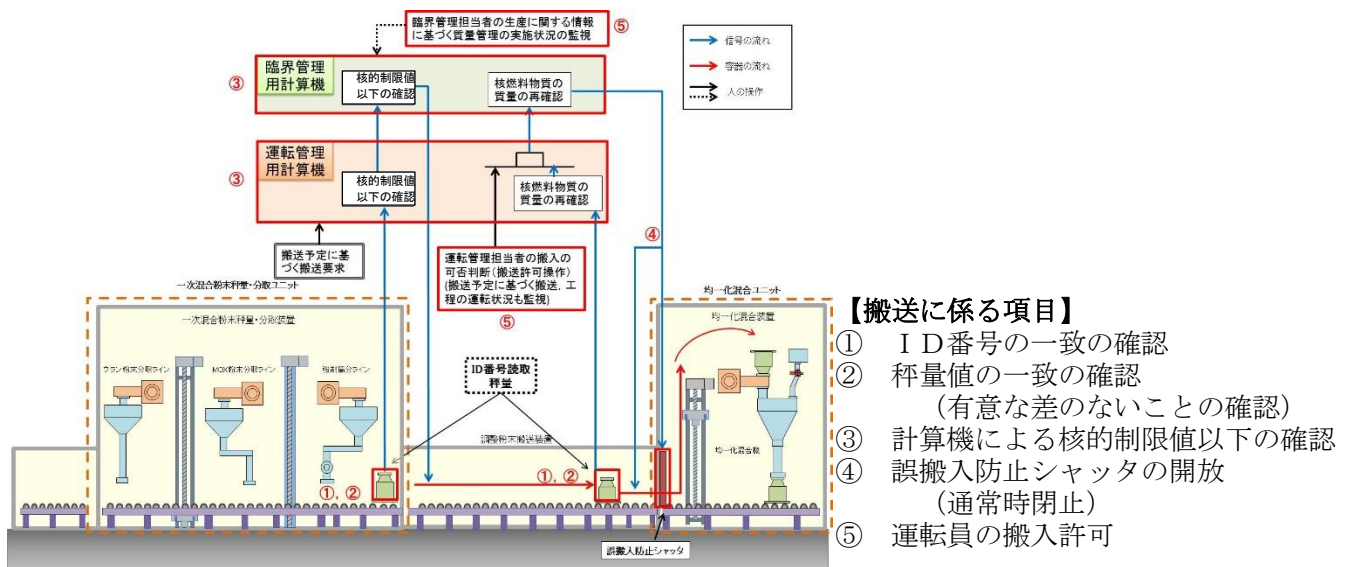 臨界管理担当者の生産に関する情報
に基づく質量管理の実施状況の監視
⑤
信号の流れ
容器の流れ
人の操作
臨界管理
用計算機
③
核的制限値
以下の確認
核燃料物質の
質量の再確認
運転管理
用計算機
③
核的制限値
以下の確認
核燃料物質の
質量の再確認
④
搬送予定に基
づく搬送要求
運転管理担当者の搬入の
可否判断(搬送許可操作)
(搬送予定に基づく搬送，工
程の運転状況も監視)
⑤
一次混合粉末秤量・分取ユニット
一次混合粉末秤量・分取装置
ウラン粉末分取ライン
MOX粉末分取ライン
ID番号読取
秤量
調整粉末搬送装置
①, ②
①, ②
均一化混合ユニット
均一化混合装置
均一化混合機
誤搬入防止シャッタ
【搬送に係る項目】
① ＩＤ番号の一致の確認
② 秤量値の一致の確認
（有意な差のないことの確認）
③ 計算機による核的制限値以下の確認
④ 誤搬入防止シャッタの開放
（通常時閉止）
⑤ 運転員の搬入許可